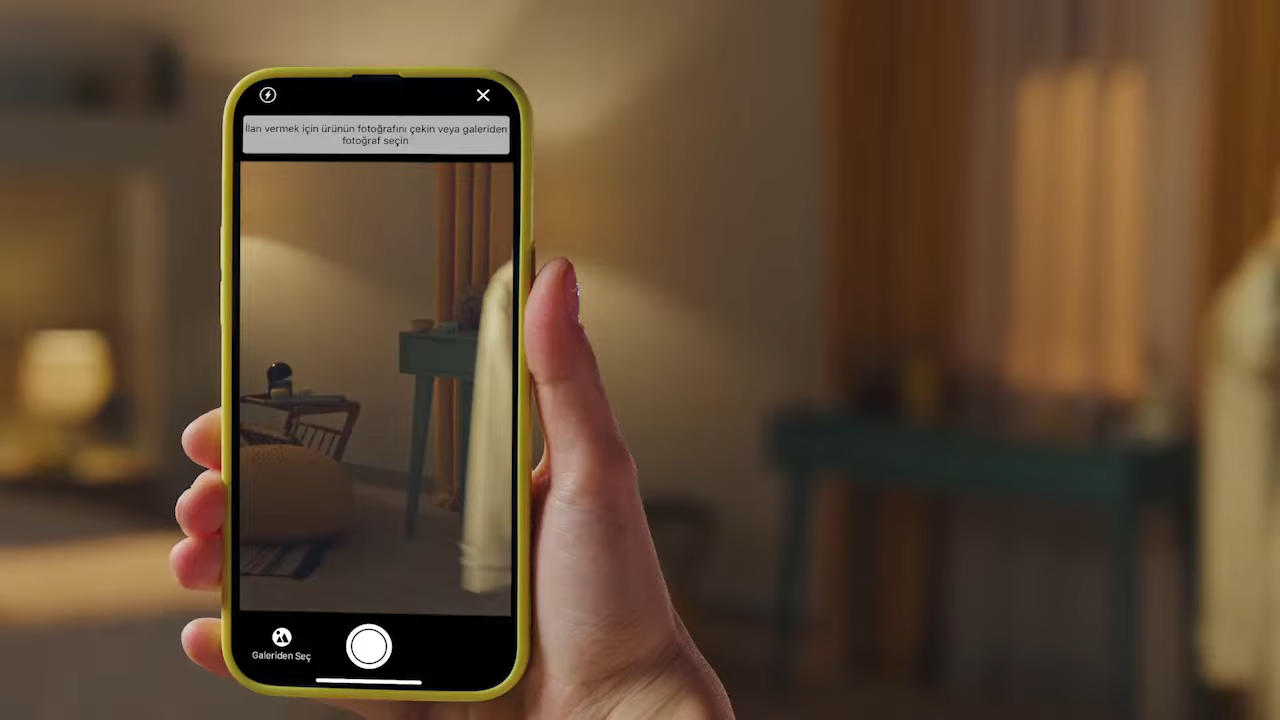 İlan vermek için ürünün fotoğrafını çekin veya galeriden
fotoğraf seçin
Galeriden Seç